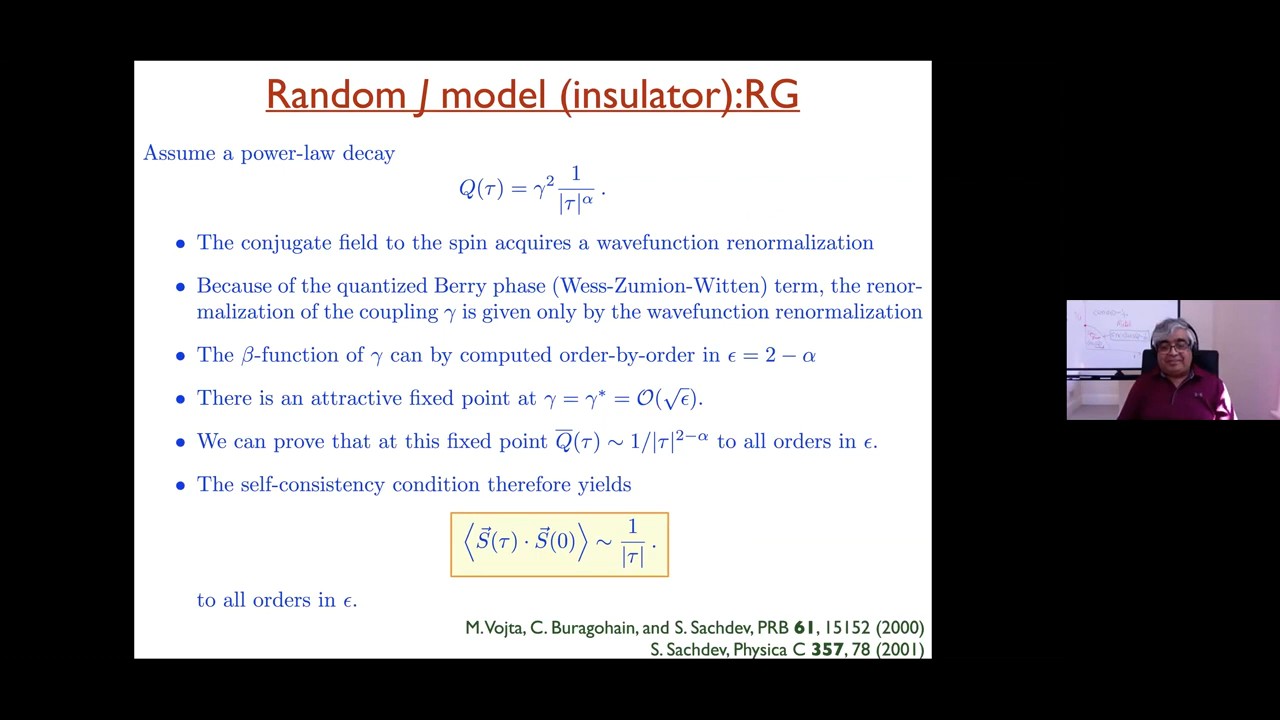 Random J model (insulator):RG
Assume a power-law decay
Q(τ) = γ² 1/|τ|^α .
• The conjugate field to the spin acquires a wavefunction renormalization
• Because of the quantized Berry phase (Wess-Zumion-Witten) term, the renor-
malization of the coupling γ is given only by the wavefunction renormalization
• The β-function of γ can by computed order-by-order in ϵ = 2 − α
• There is an attractive fixed point at γ = γ* = 𝒪(√ϵ).
• We can prove that at this fixed point Q̅(τ) ∼ 1/|τ|^{2−α} to all orders in ϵ.
• The self-consistency condition therefore yields
⟨S⃗(τ) · S⃗(0)⟩ ∼ 1/|τ| .
to all orders in ϵ.
M. Vojta, C. Buragohain, and S. Sachdev, PRB 61, 15152 (2000)
S. Sachdev, Physica C 357, 78 (2001)